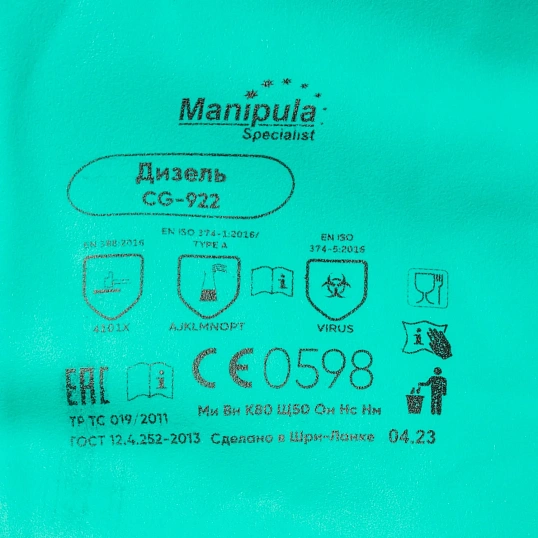 Manipula
Specialist
Дизель
CG-922
EN 388:2016
EN ISO 374-1:2016/
TYPE A
EN ISO
374-5:2016
4101X
AJKLMNOPT
VIRUS
EAC
CE 0598
Ми Вн К80 Щ50 Он Нс Нм
ТР ТС 019/2011
ГОСТ 12.4.252-2013 Сделано в Шри-Ланке 04.23